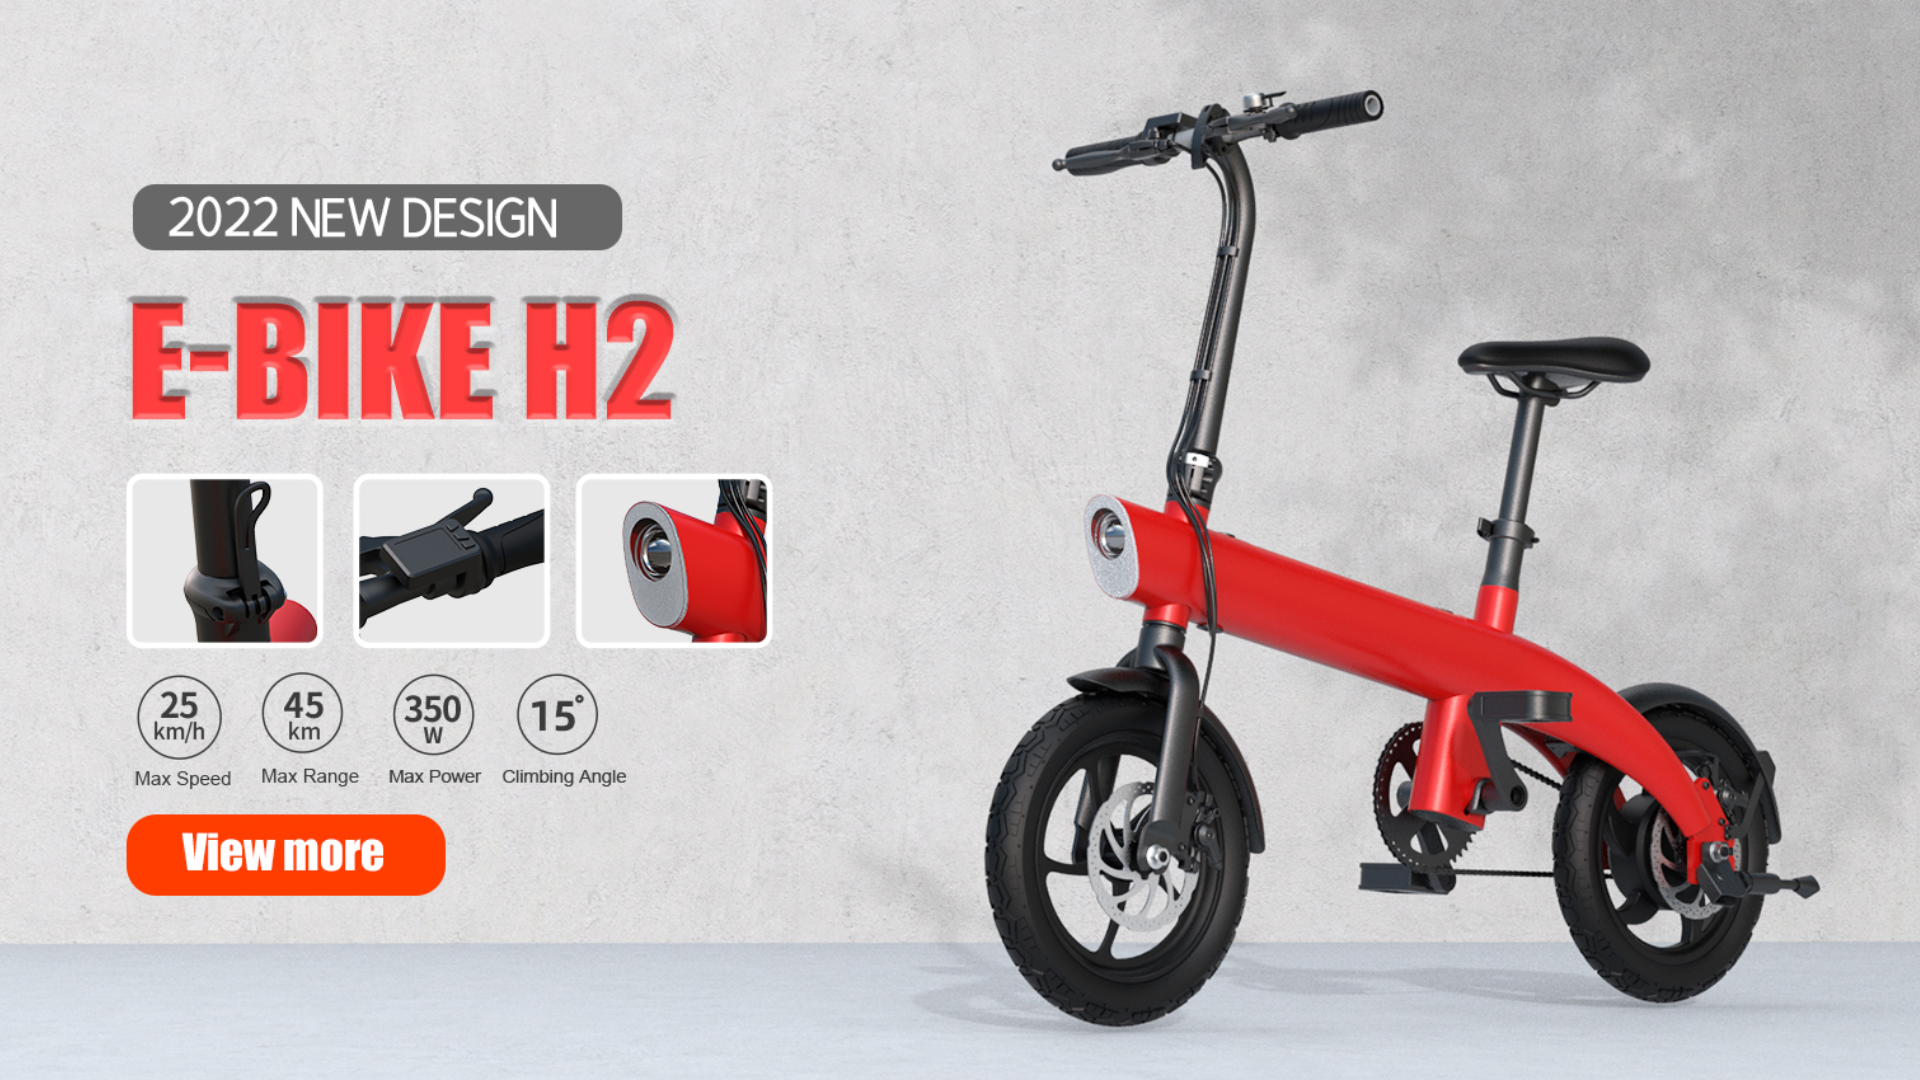 2022 NEW DESIGN
E-BIKE H2
25
km/h
45
km
350
W
15°
Max Speed
Max Range
Max Power
Climbing Angle
View more